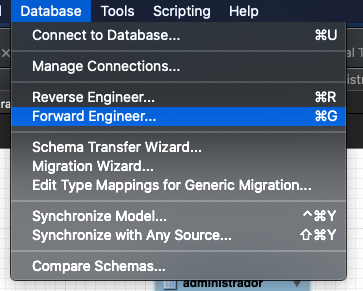 Database Tools Scripting Help
Connect to Database... ⌘U
Manage Connections...
Reverse Engineer... ⌘R
Forward Engineer... ⌘G
Schema Transfer Wizard...
Migration Wizard...
Edit Type Mappings for Generic Migration...
Synchronize Model... ^⌘Y
Synchronize with Any Source... ⇧⌘Y
Compare Schemas...
administrador